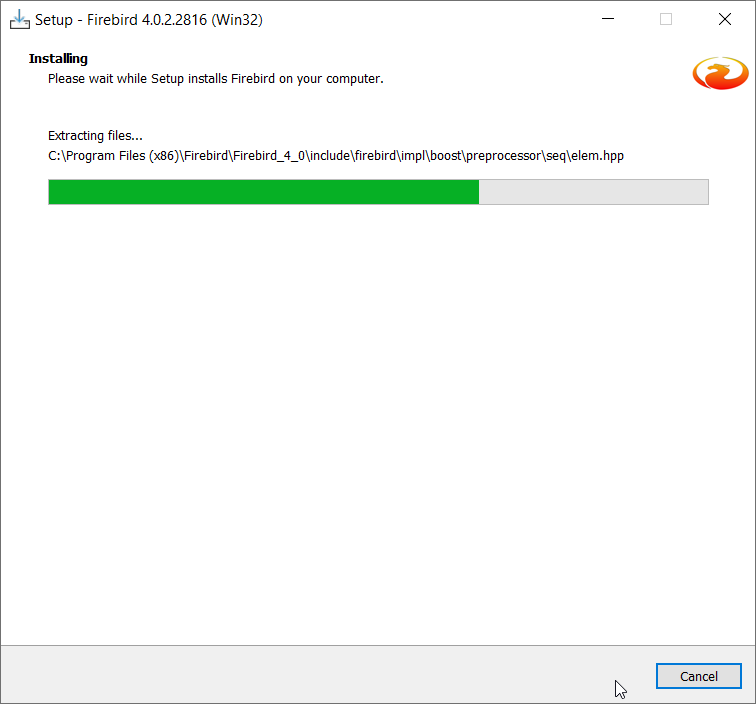 Setup - Firebird 4.0.2.2816 (Win32)
Installing
Please wait while Setup installs Firebird on your computer.
Extracting files...
C:\Program Files (x86)\Firebird\Firebird_4_0\include\firebird\impl\boost\preprocessor\seq\elem.hpp
Cancel